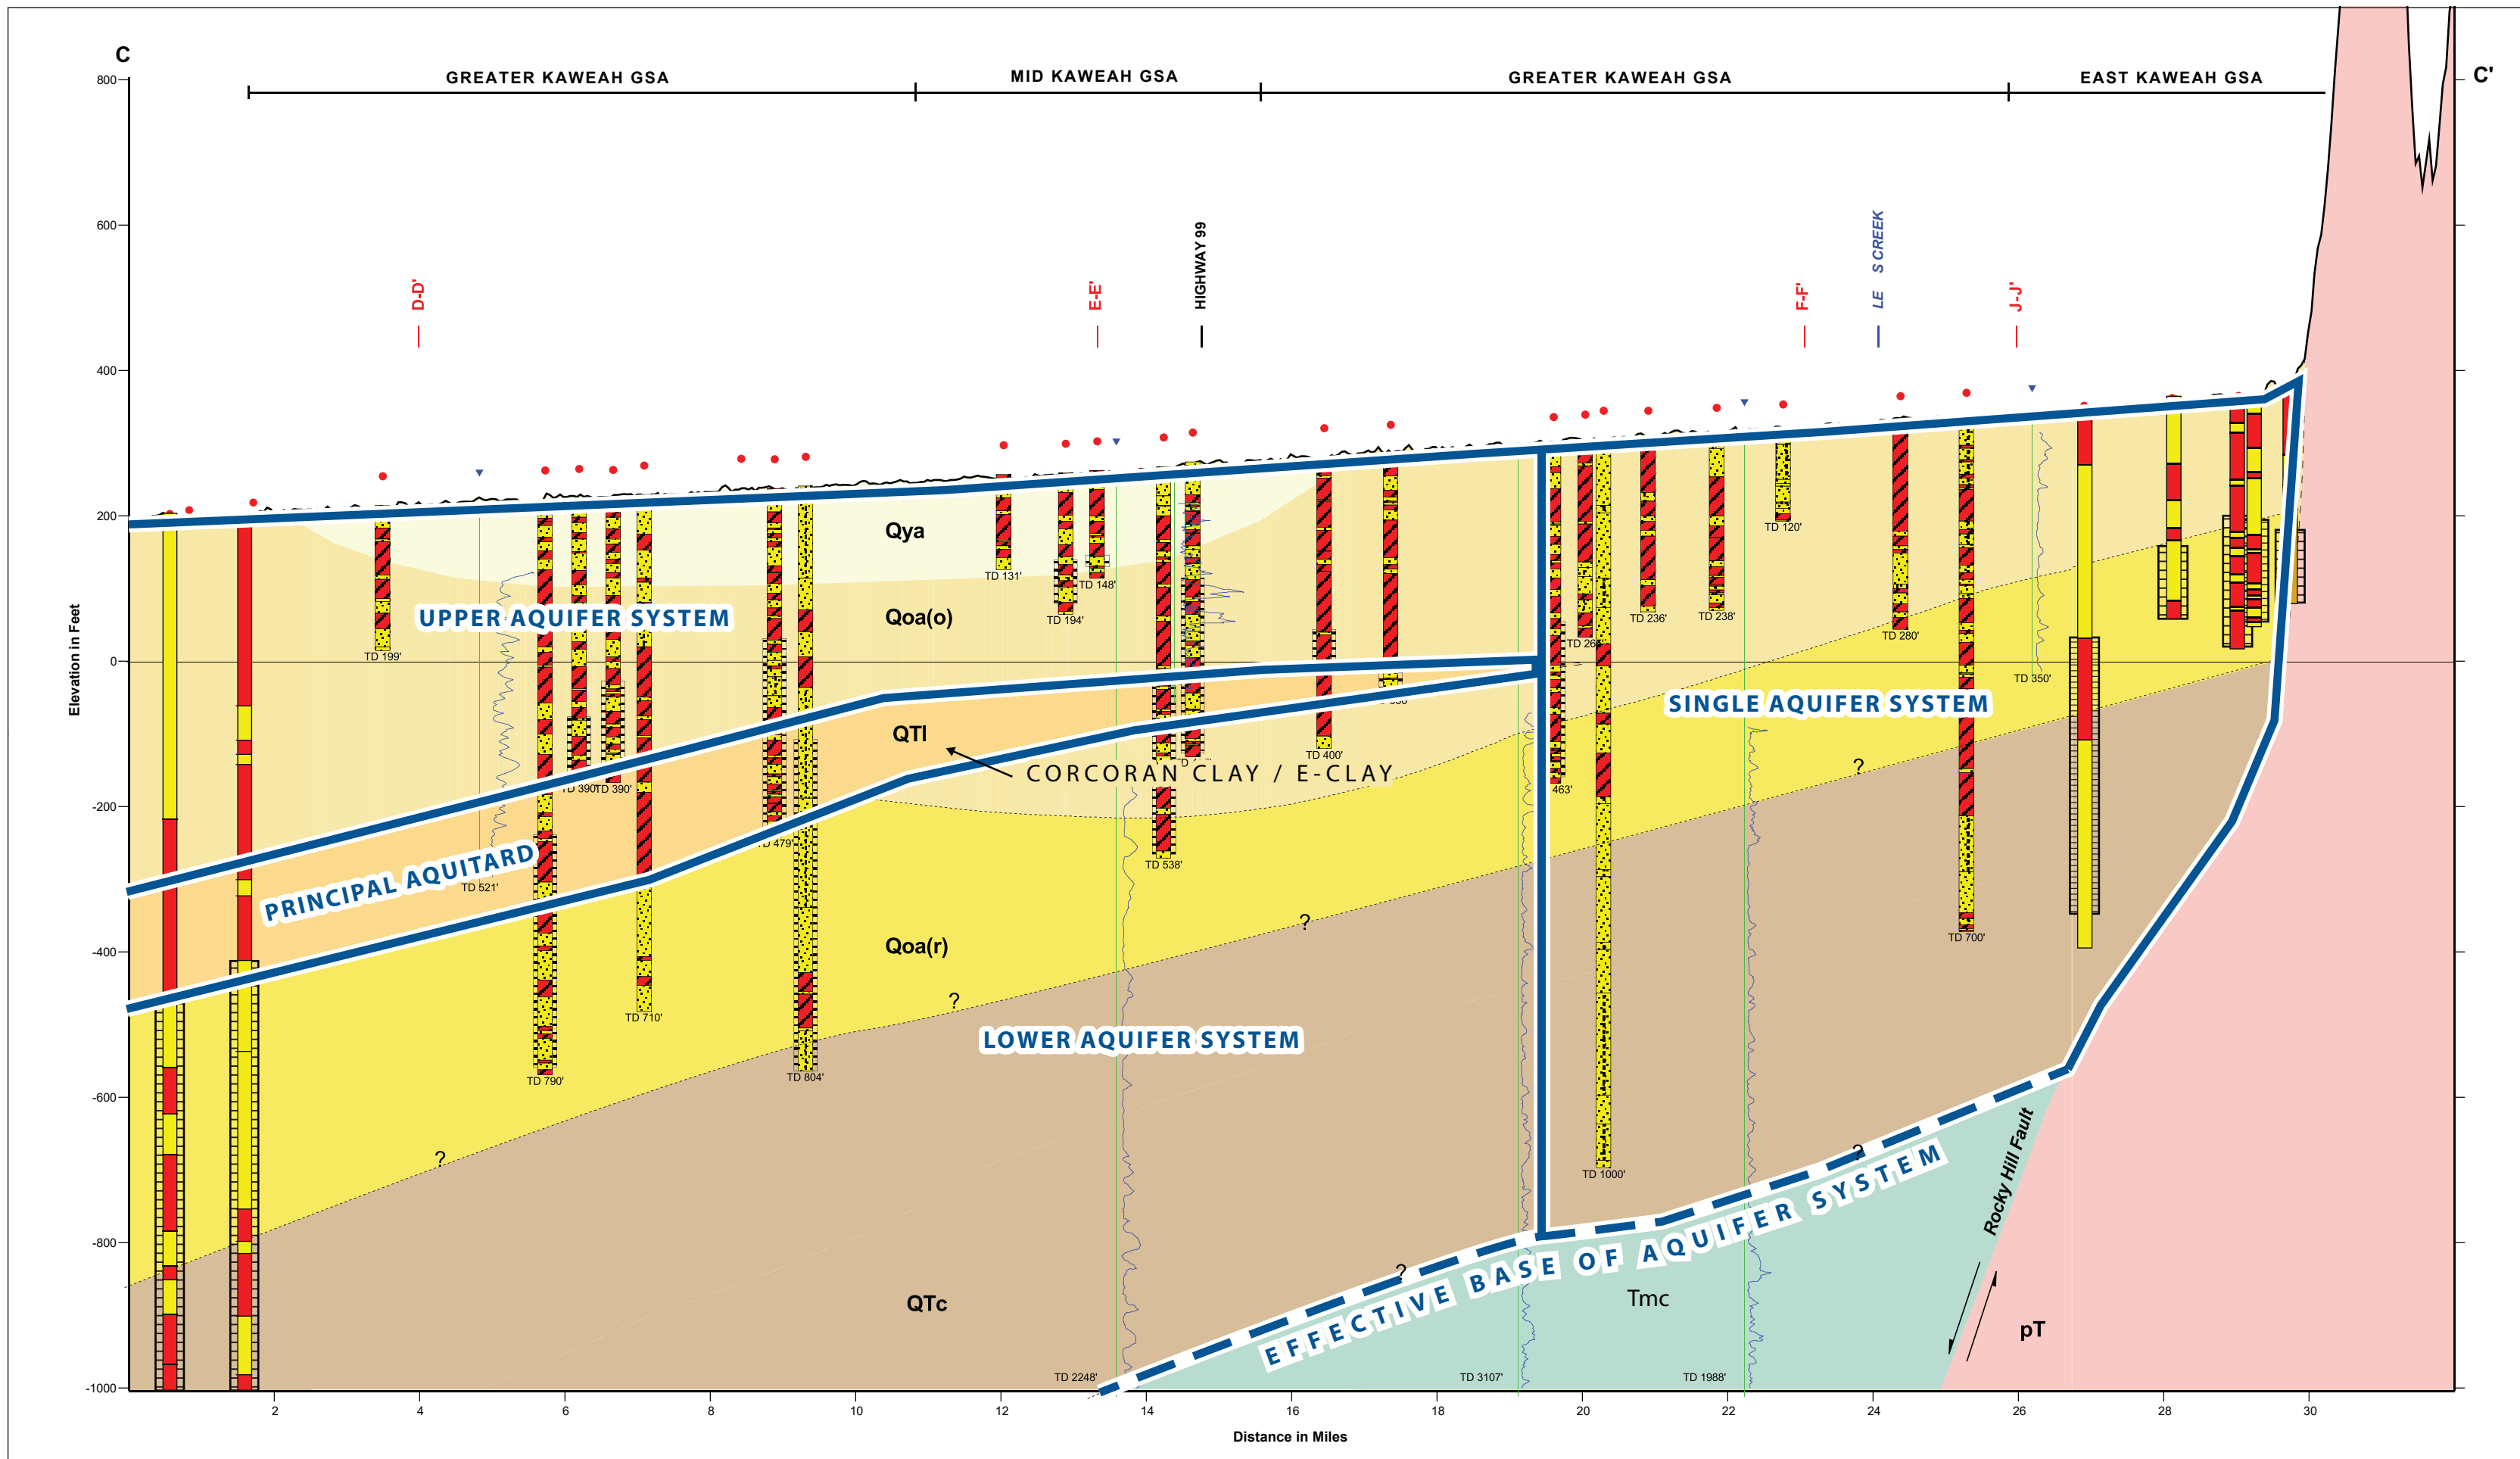 C
C'
GREATER KAWEAH GSA
MID KAWEAH GSA
GREATER KAWEAH GSA
EAST KAWEAH GSA
800
600
400
200
0
-200
-400
-600
-800
-1000
Elevation in Feet
D-D'
E-E'
HIGHWAY 99
F-F'
LE S CREEK
J-J'
Qya
Qoa(o)
UPPER AQUIFER SYSTEM
TD 199'
TD 131'
TD 148'
TD 194'
TD 236'
TD 238'
TD 120'
TD 280'
TD 350'
SINGLE AQUIFER SYSTEM
QTl
CORCORAN CLAY / E-CLAY
TD 400'
463'
TD 390'
?
PRINCIPAL AQUITARD
TD 521'
TD 479'
TD 538'
?
TD 700'
Qoa(r)
?
TD 710'
LOWER AQUIFER SYSTEM
TD 790'
TD 804'
?
TD 1000'
?
Rocky Hill Fault
EFFECTIVE BASE OF AQUIFER SYSTEM
?
QTc
Tmc
pT
TD 2248'
TD 3107'
TD 1988'
2
4
6
8
10
12
14
16
18
20
22
24
26
28
30
Distance in Miles